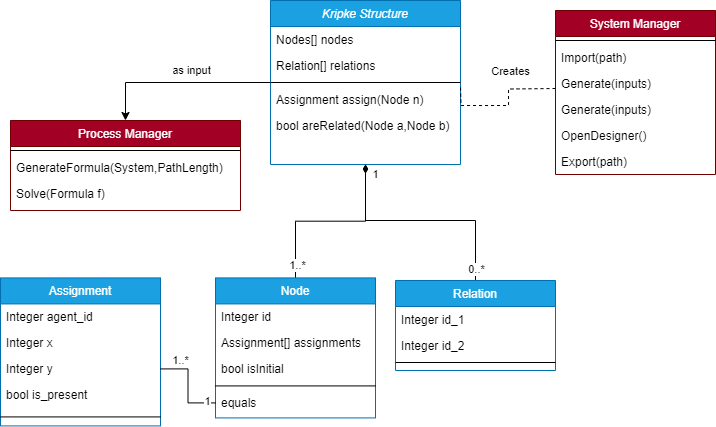 Kripke Structure
Nodes[] nodes
Relation[] relations
Assignment assign(Node n)
bool areRelated(Node a,Node b)
System Manager
Import(path)
Generate(inputs)
Generate(inputs)
OpenDesigner()
Export(path)
as input
Creates
Process Manager
GenerateFormula(System,PathLength)
Solve(Formula f)
1
1..*
0..*
Assignment
Integer agent_id
Integer x
Integer y
bool is_present
1..*
1
Node
Integer id
Assignment[] assignments
bool isInitial
equals
Relation
Integer id_1
Integer id_2